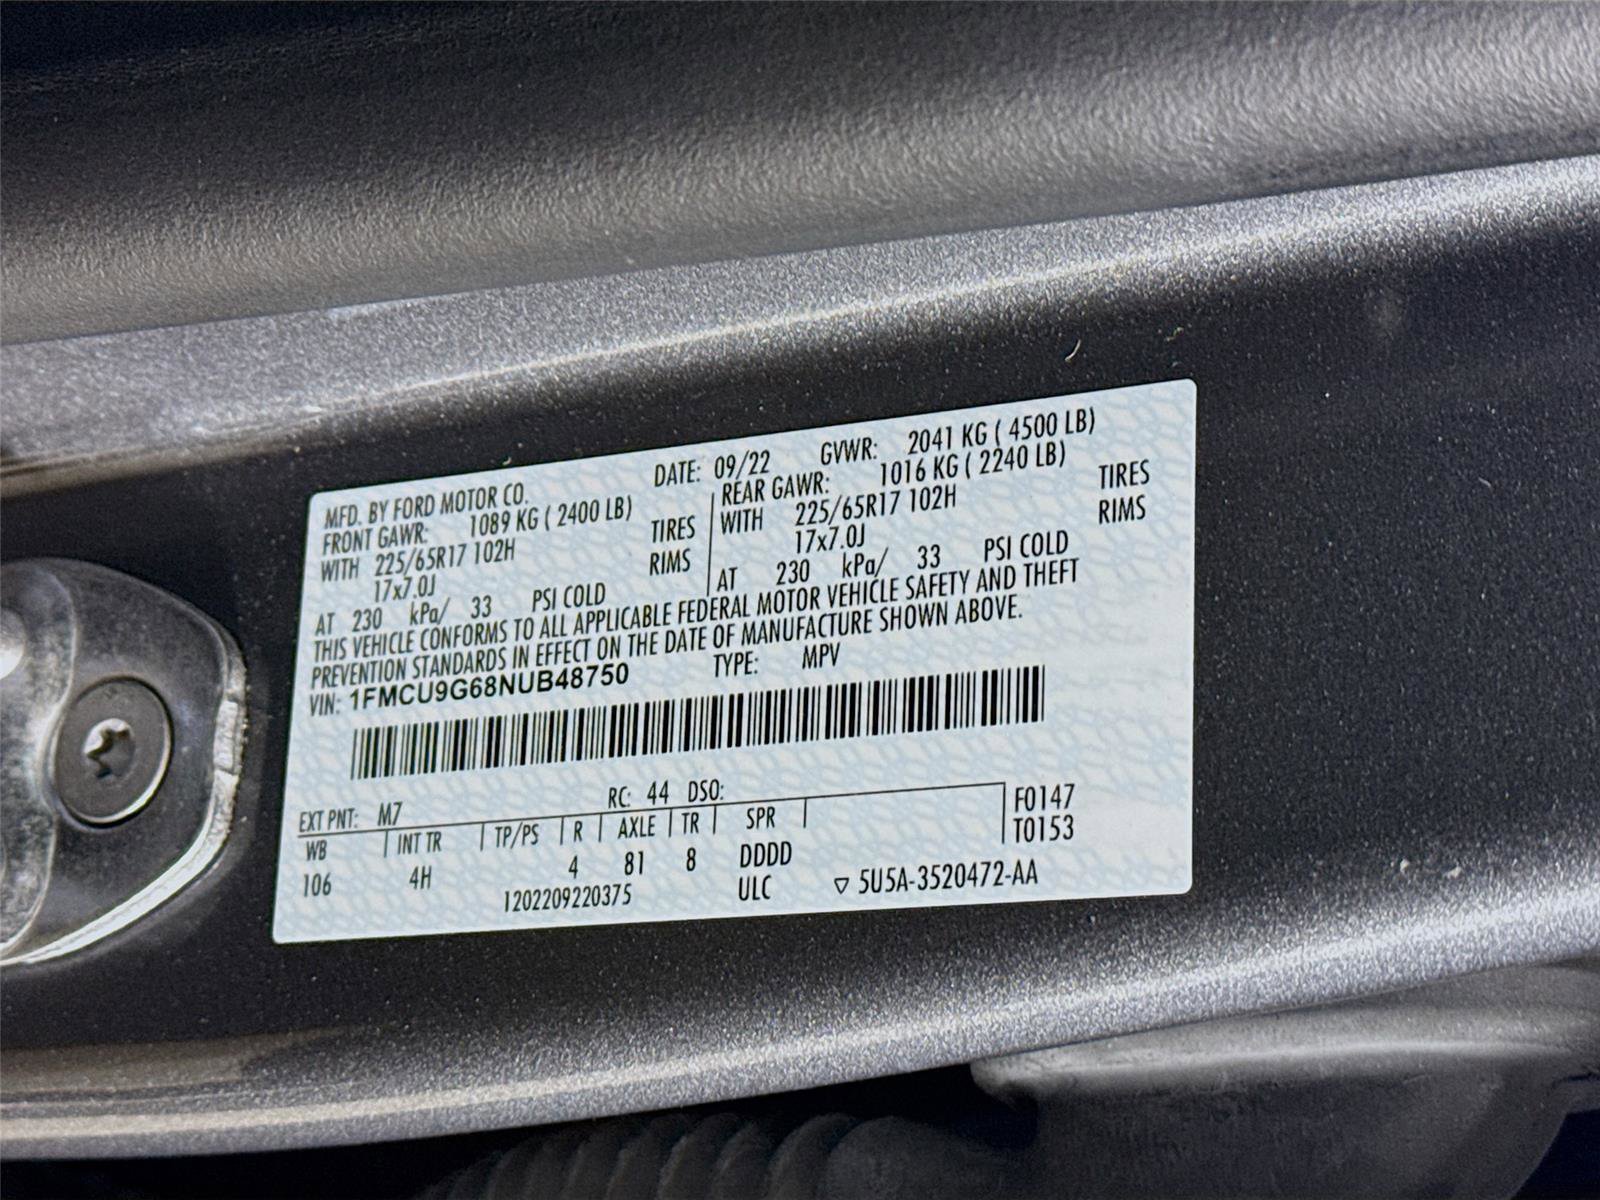 MFD. BY FORD MOTOR CO. DATE: 09/22 GVWR: 2041 KG ( 4500 LB)
FRONT GAWR: 1089 KG ( 2400 LB) REAR GAWR: 1016 KG ( 2240 LB)
WITH 225/65R17 102H TIRES WITH 225/65R17 102H TIRES
17x7.0J RIMS 17x7.0J RIMS
AT 230 kPa/ 33 PSI COLD AT 230 kPa/ 33 PSI COLD
THIS VEHICLE CONFORMS TO ALL APPLICABLE FEDERAL MOTOR VEHICLE SAFETY AND THEFT
PREVENTION STANDARDS IN EFFECT ON THE DATE OF MANUFACTURE SHOWN ABOVE.
VIN: 1FMCU9G68NUB48750 TYPE: MPV
EXT PNT: M7 RC: 44 DSO: F0147
WB INT TR TP/PS R AXLE TR SPR T0153
106 4H 4 81 8 DDDD
1202209220375 ULC ▽ 5U5A-3520472-AA